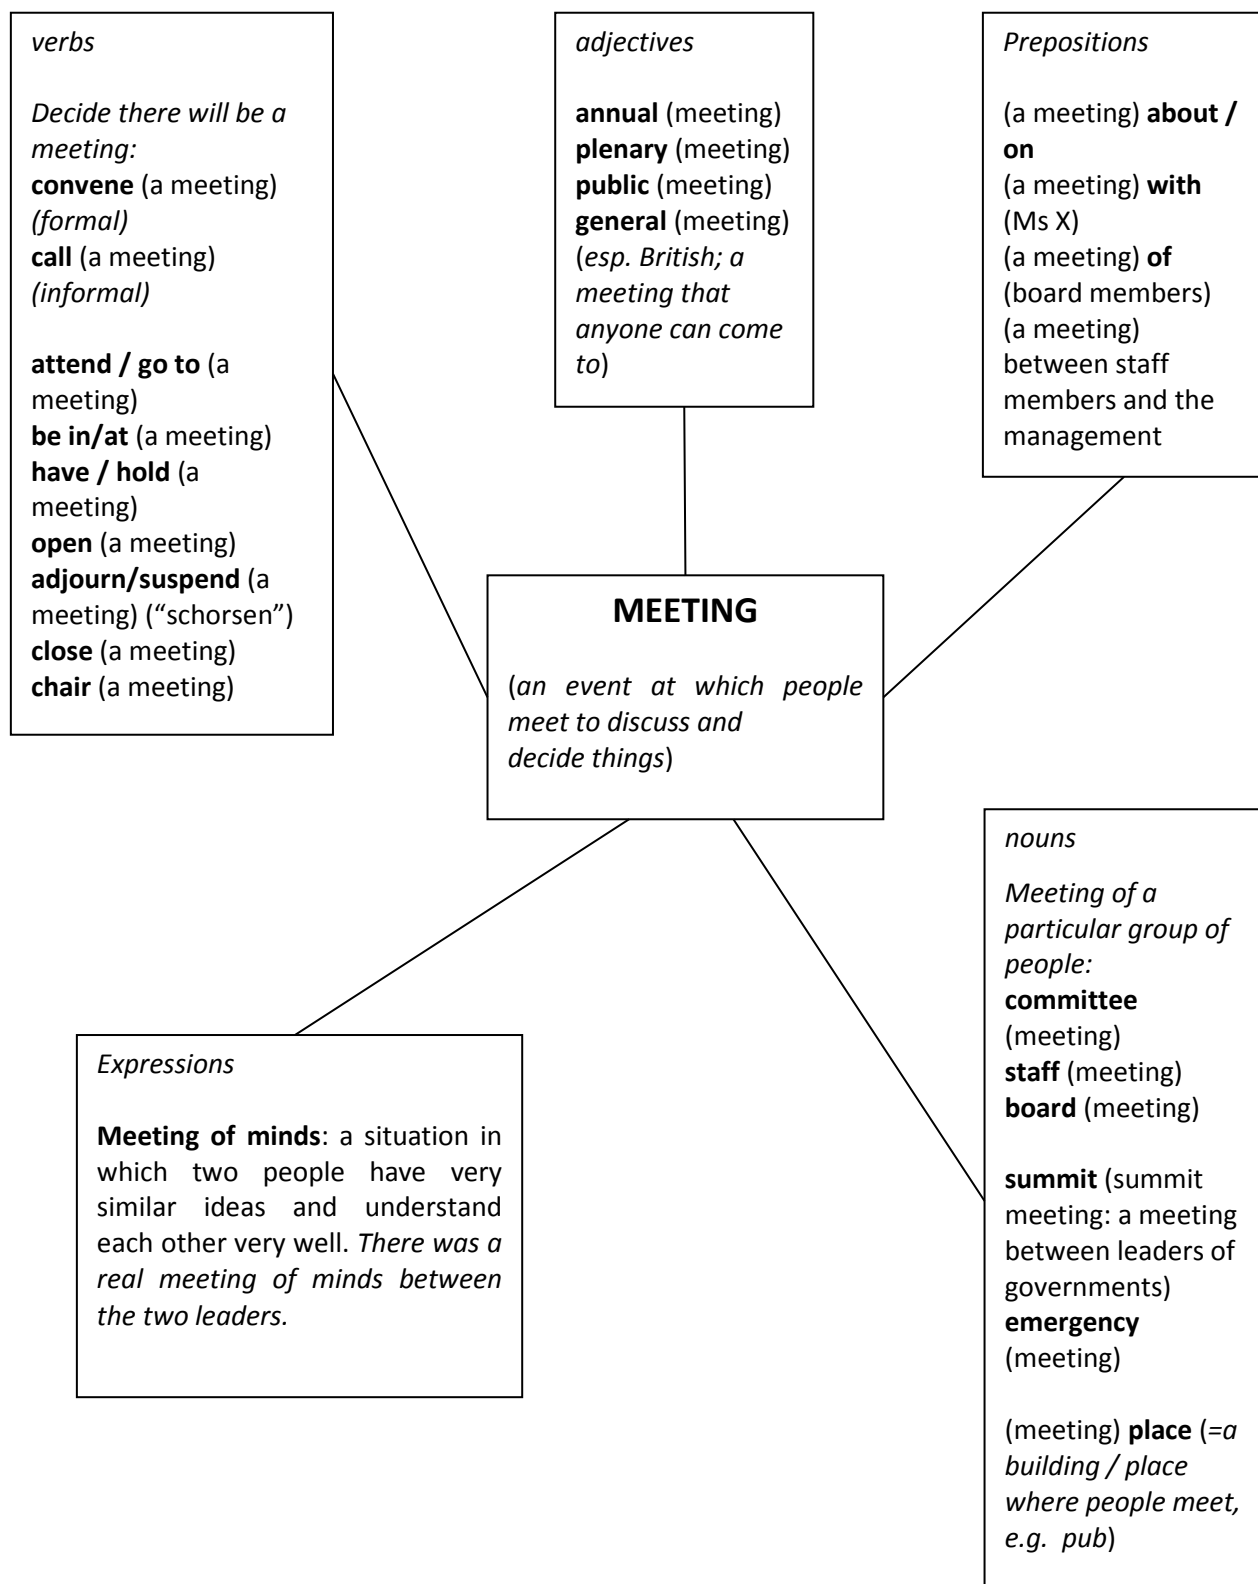 verbs
Decide there will be a
meeting:
convene (a meeting)
(formal)
call (a meeting)
(informal)
attend / go to (a
meeting)
be in/at (a meeting)
have / hold (a
meeting)
open (a meeting)
adjourn/suspend (a
meeting) (“schorsen”)
close (a meeting)
chair (a meeting)
adjectives
annual (meeting)
plenary (meeting)
public (meeting)
general (meeting)
(esp. British; a
meeting that
anyone can come
to)
Prepositions
(a meeting) about /
on
(a meeting) with
(Ms X)
(a meeting) of
(board members)
(a meeting)
between staff
members and the
management
MEETING
(an event at which people
meet to discuss and
decide things)
Expressions
Meeting of minds: a situation in
which two people have very
similar ideas and understand
each other very well. There was a
real meeting of minds between
the two leaders.
nouns
Meeting of a
particular group of
people:
committee
(meeting)
staff (meeting)
board (meeting)
summit (summit
meeting: a meeting
between leaders of
governments)
emergency
(meeting)
(meeting) place (=a
building / place
where people meet,
e.g. pub)